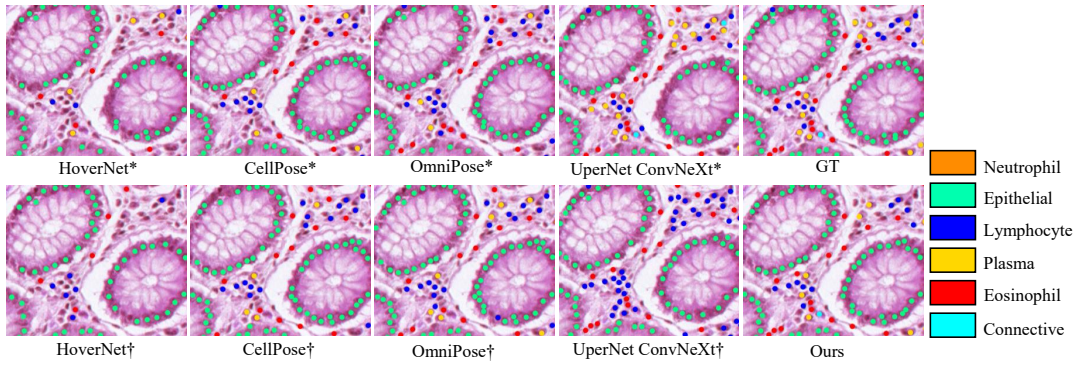 HoverNet*
CellPose*
OmniPose*
UperNet ConvNeXt*
GT
HoverNet†
CellPose†
OmniPose†
UperNet ConvNeXt†
Ours
Neutrophil
Epithelial
Lymphocyte
Plasma
Eosinophil
Connective